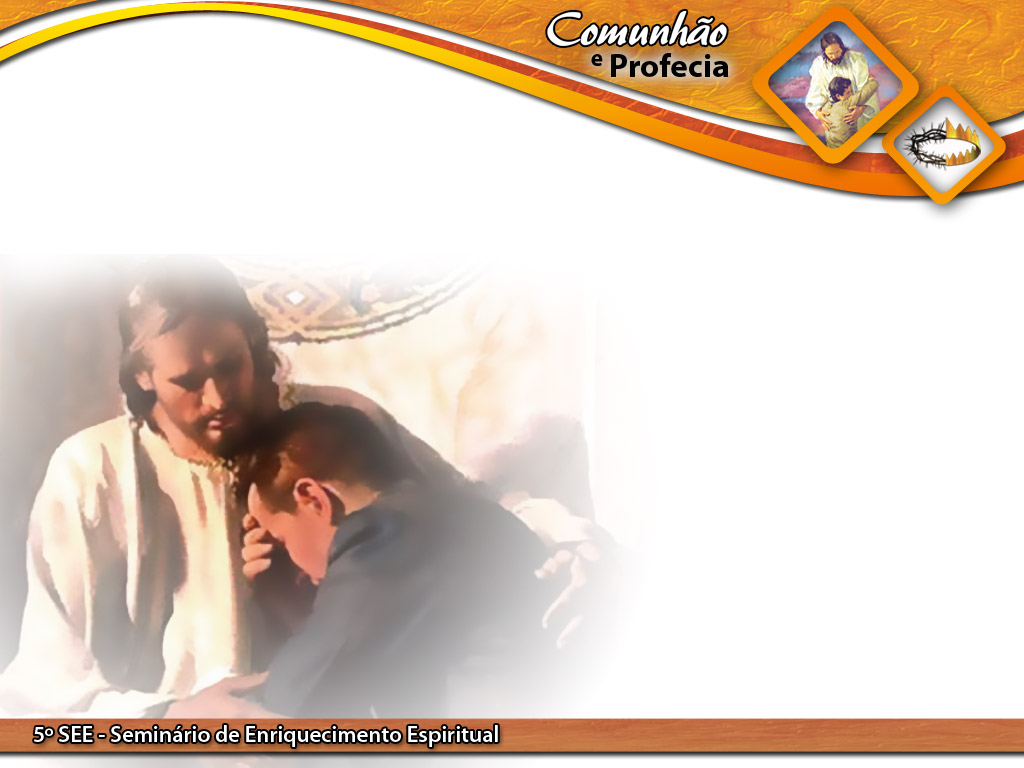 Comunhão
e Profecia
5º SEE - Seminário de Enriquecimento Espiritual